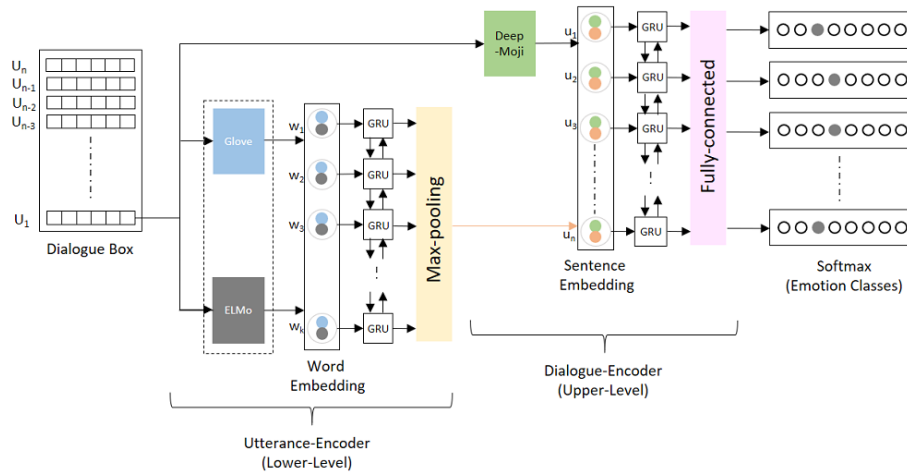 Deep
-Moji
u1
u2
u3
un
GRU
GRU
GRU
GRU
Fully-connected
Un
Un-1
Un-2
Un-3
U1
Dialogue Box
Glove
ELMo
w1
w2
w3
wk
GRU
GRU
GRU
GRU
Max-pooling
Word
Embedding
Sentence
Embedding
Softmax
(Emotion Classes)
Dialogue-Encoder
(Upper-Level)
Utterance-Encoder
(Lower-Level)